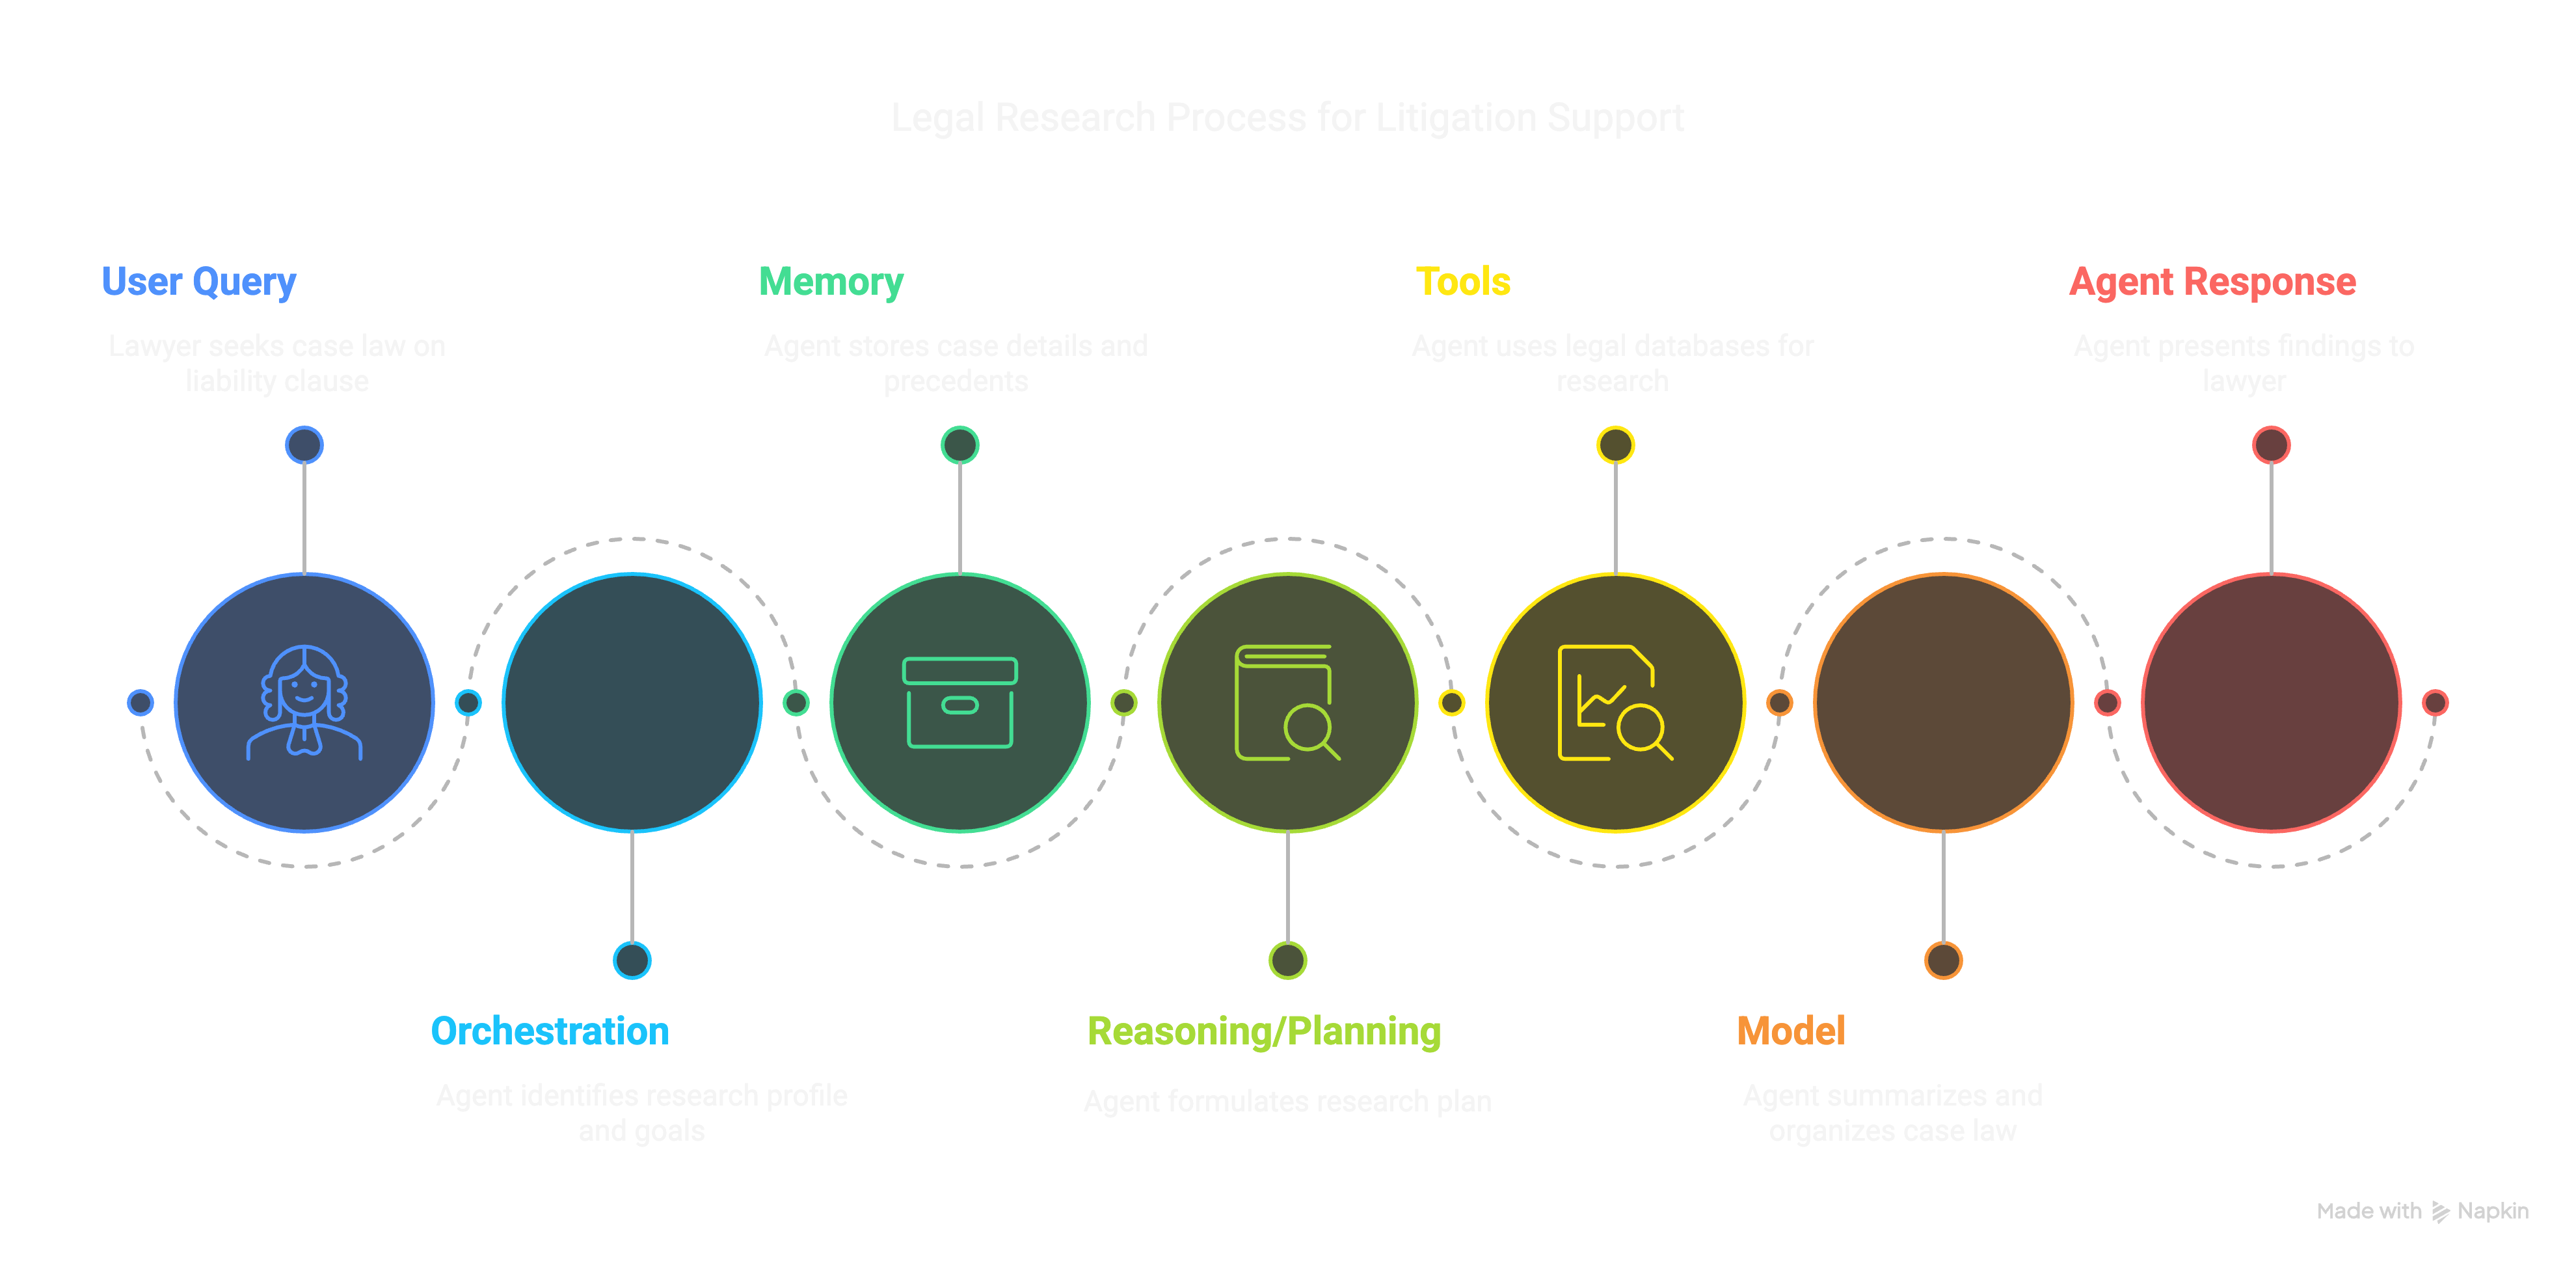 Legal Research Process for Litigation Support
User Query
Lawyer seeks case law on
liability clause
Memory
Agent stores case details and
precedents
Tools
Agent uses legal databases for
research
Agent Response
Agent presents findings to
lawyer
Orchestration
Agent identifies research profile
and goals
Reasoning/Planning
Agent formulates research plan
Model
Agent summarizes and
organizes case law
Made with Napkin